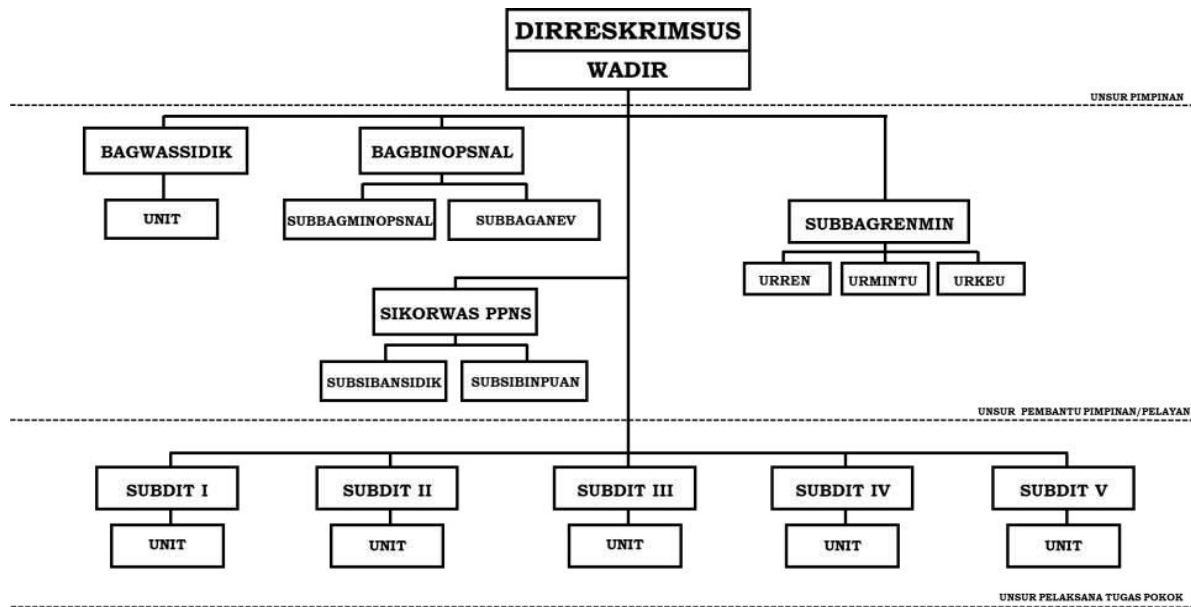 DIRRESKRIMSUS
WADIR
UNSUR PIMPINAN
BAGWASSIDIK
BAGBINOPSNAL
UNIT
SUBBAGMINOPSNAL
SUBBAGANEV
SUBBAGRENMIN
URREN
URMINTU
URKEU
SIKORWAS PPNS
SUBSIBANSIDIK
SUBSIBINPUAN
UNSUR PEMBANTU PIMPINAN/PELAYAN
SUBDIT I
SUBDIT II
SUBDIT III
SUBDIT IV
SUBDIT V
UNIT
UNIT
UNIT
UNIT
UNIT
UNSUR PELAKSANA TUGAS POKOK